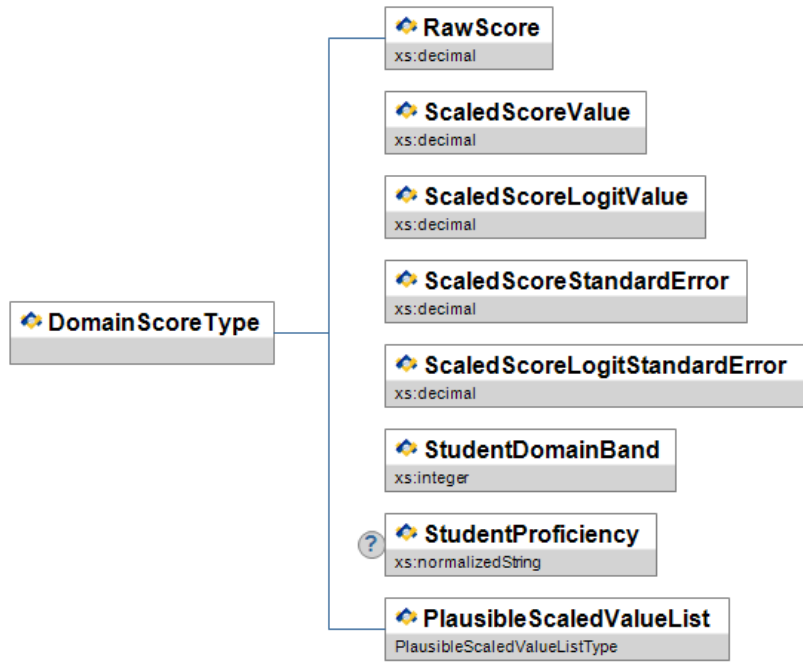 RawScore
xs:decimal
ScaledScoreValue
xs:decimal
ScaledScoreLogitValue
xs:decimal
ScaledScoreStandardError
xs:decimal
DomainScoreType
ScaledScoreLogitStandardError
xs:decimal
StudentDomainBand
xs:integer
?
StudentProficiency
xs:normalizedString
PlausibleScaledValueList
PlausibleScaledValueListType